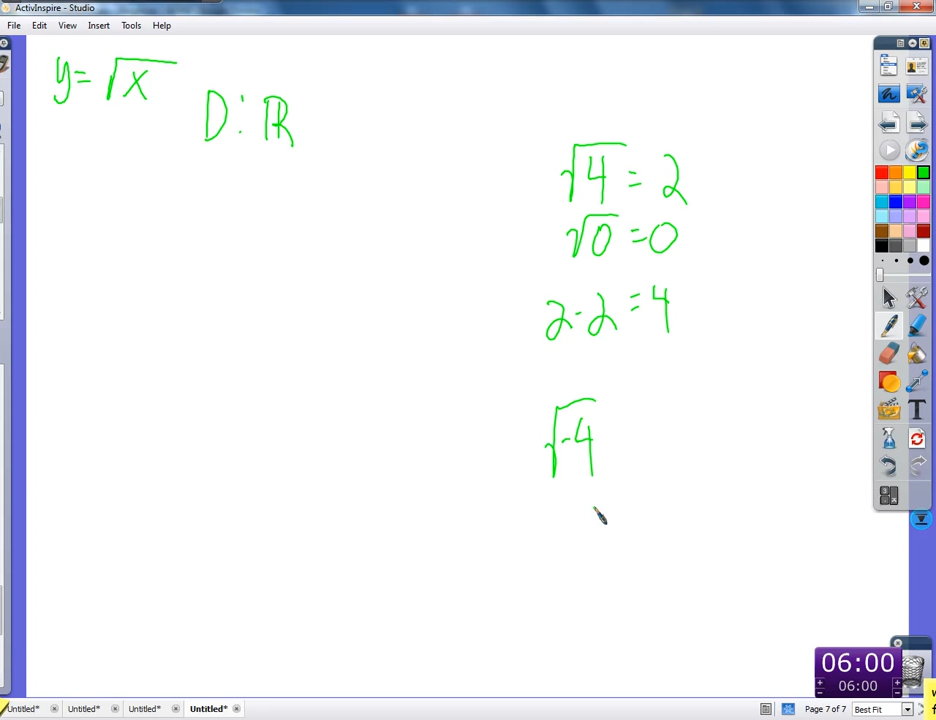 ActivInspire - Studio
File Edit View Insert Tools Help
y = √x
D: ℝ
√4 = 2
√0 = 0
2 · 2 = 4
√-4
06:00
06:00
Untitled* Untitled* Untitled* Untitled*
Page 7 of 7 Best Fit